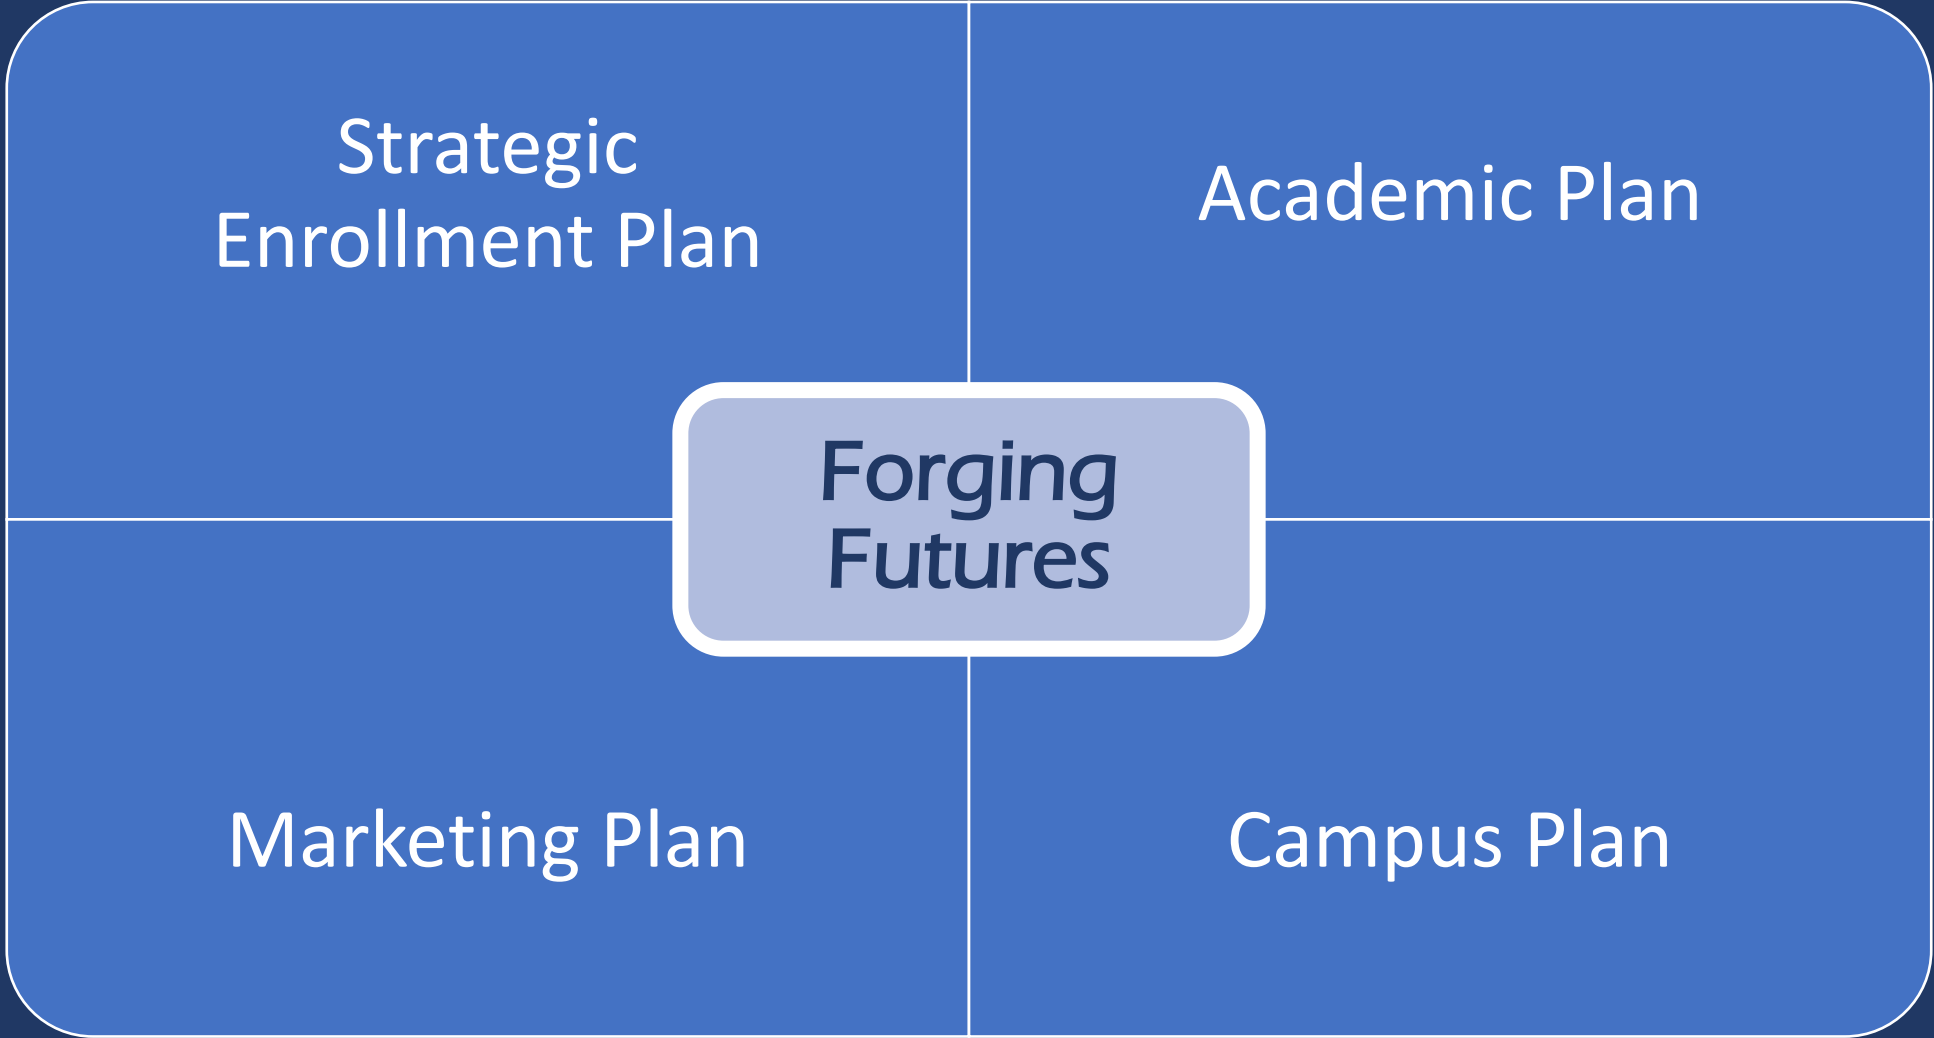 Strategic
Enrollment Plan
Academic Plan
Forging
Futures
Marketing Plan
Campus Plan